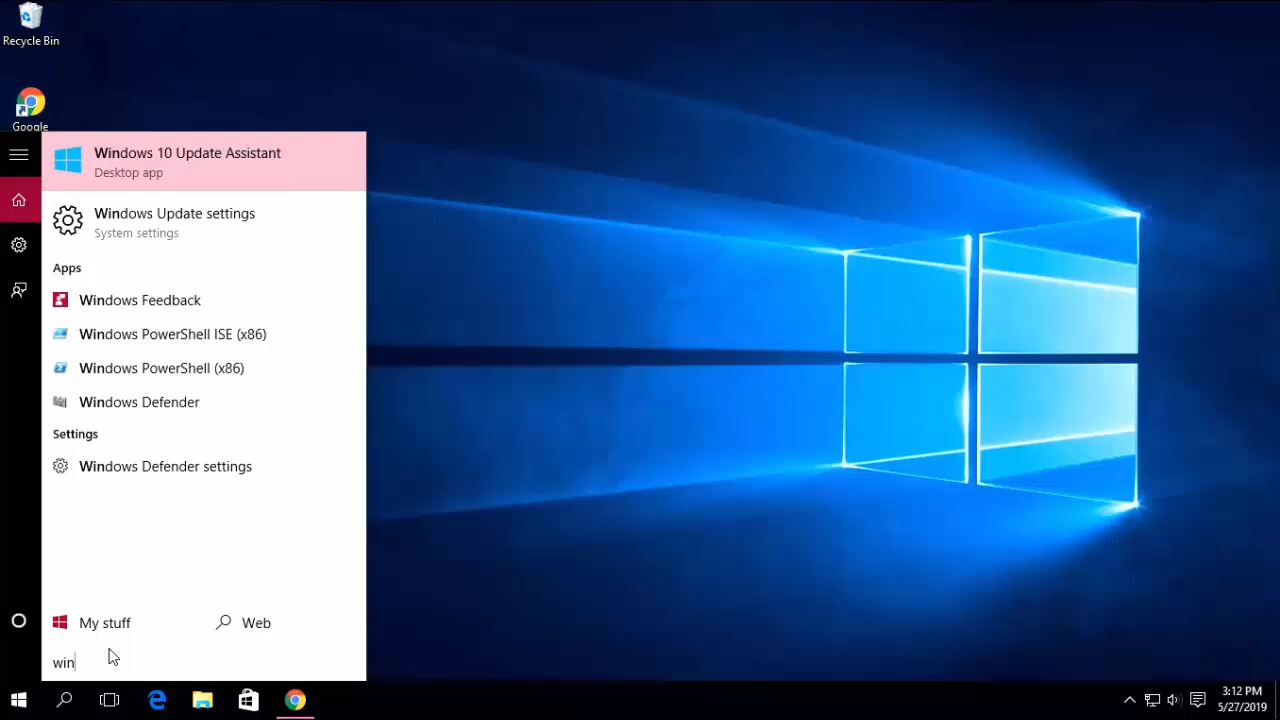 Recycle Bin
Google
Windows 10 Update Assistant
Desktop app
Windows Update settings
System settings
Apps
Windows Feedback
Windows PowerShell ISE (x86)
Windows PowerShell (x86)
Windows Defender
Settings
Windows Defender settings
My stuff
Web
win
3:12 PM
5/27/2019